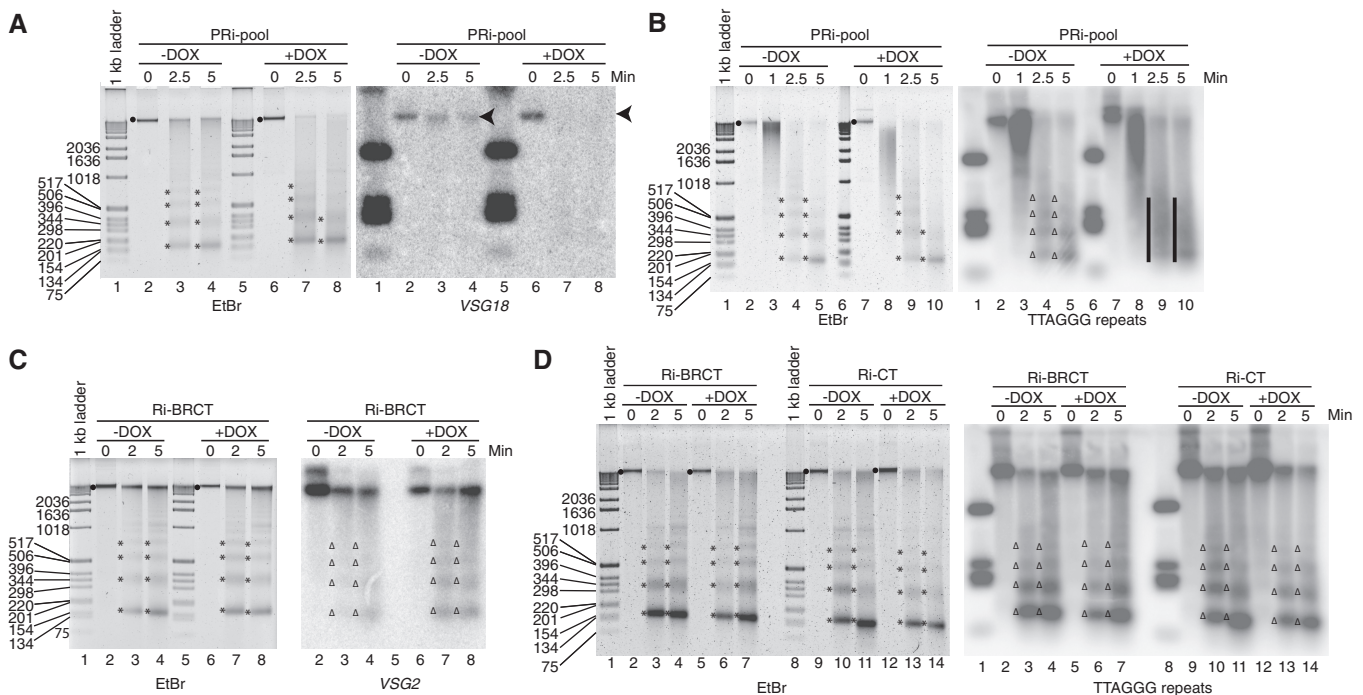 A
1 kb ladder
PRi-pool
PRi-pool
-DOX
+DOX
-DOX
+DOX
0 2.5 5 0 2.5 5 Min 0 2.5 5 0 2.5 5
2036
1636
1018
517
506
396
344
298
220
201
154
134
75
1 2 3 4 5 6 7 8 1 2 3 4 5 6 7 8
EtBr
VSG18
B
1 kb ladder
PRi-pool
PRi-pool
-DOX
+DOX
-DOX
+DOX
0 1 2.5 5 0 1 2.5 5 Min 0 1 2.5 5 0 1 2.5 5
2036
1636
1018
517
506
396
344
298
220
201
154
134
75
1 2 3 4 5 6 7 8 9 10 1 2 3 4 5 6 7 8 9 10
EtBr
TTAGGG repeats
C
1 kb ladder
Ri-BRCT
Ri-BRCT
-DOX
+DOX
-DOX
+DOX
0 2 5 0 2 5 0 2 5 0 2 5 Min
2036
1636
1018
517
506
396
344
298
220
201
154
134
75
1 2 3 4 5 6 7 8 2 3 4 5 6 7 8
EtBr
VSG2
D
1 kb ladder
Ri-BRCT
1 kb ladder
Ri-CT
Ri-BRCT
Ri-CT
-DOX
+DOX
-DOX
+DOX
-DOX
+DOX
-DOX
+DOX
0 2 5 0 2 5 0 2 5 0 2 5 0 2 5 0 2 5 0 2 5 0 2 5 Min
2036
1636
1018
517
506
396
344
298
220
201
154
134
75
1 2 3 4 5 6 7 8 9 10 11 12 13 14 1 2 3 4 5 6 7 8 9 10 11 12 13 14
EtBr
TTAGGG repeats